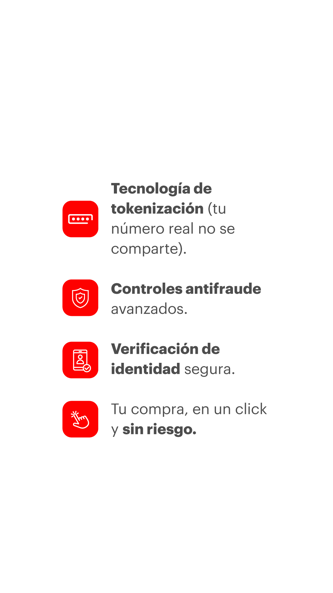 Tecnología de
tokenización (tu
número real no se
comparte).
Controles antifraude
avanzados.
Verificación de
identidad segura.
Tu compra, en un click
y sin riesgo.